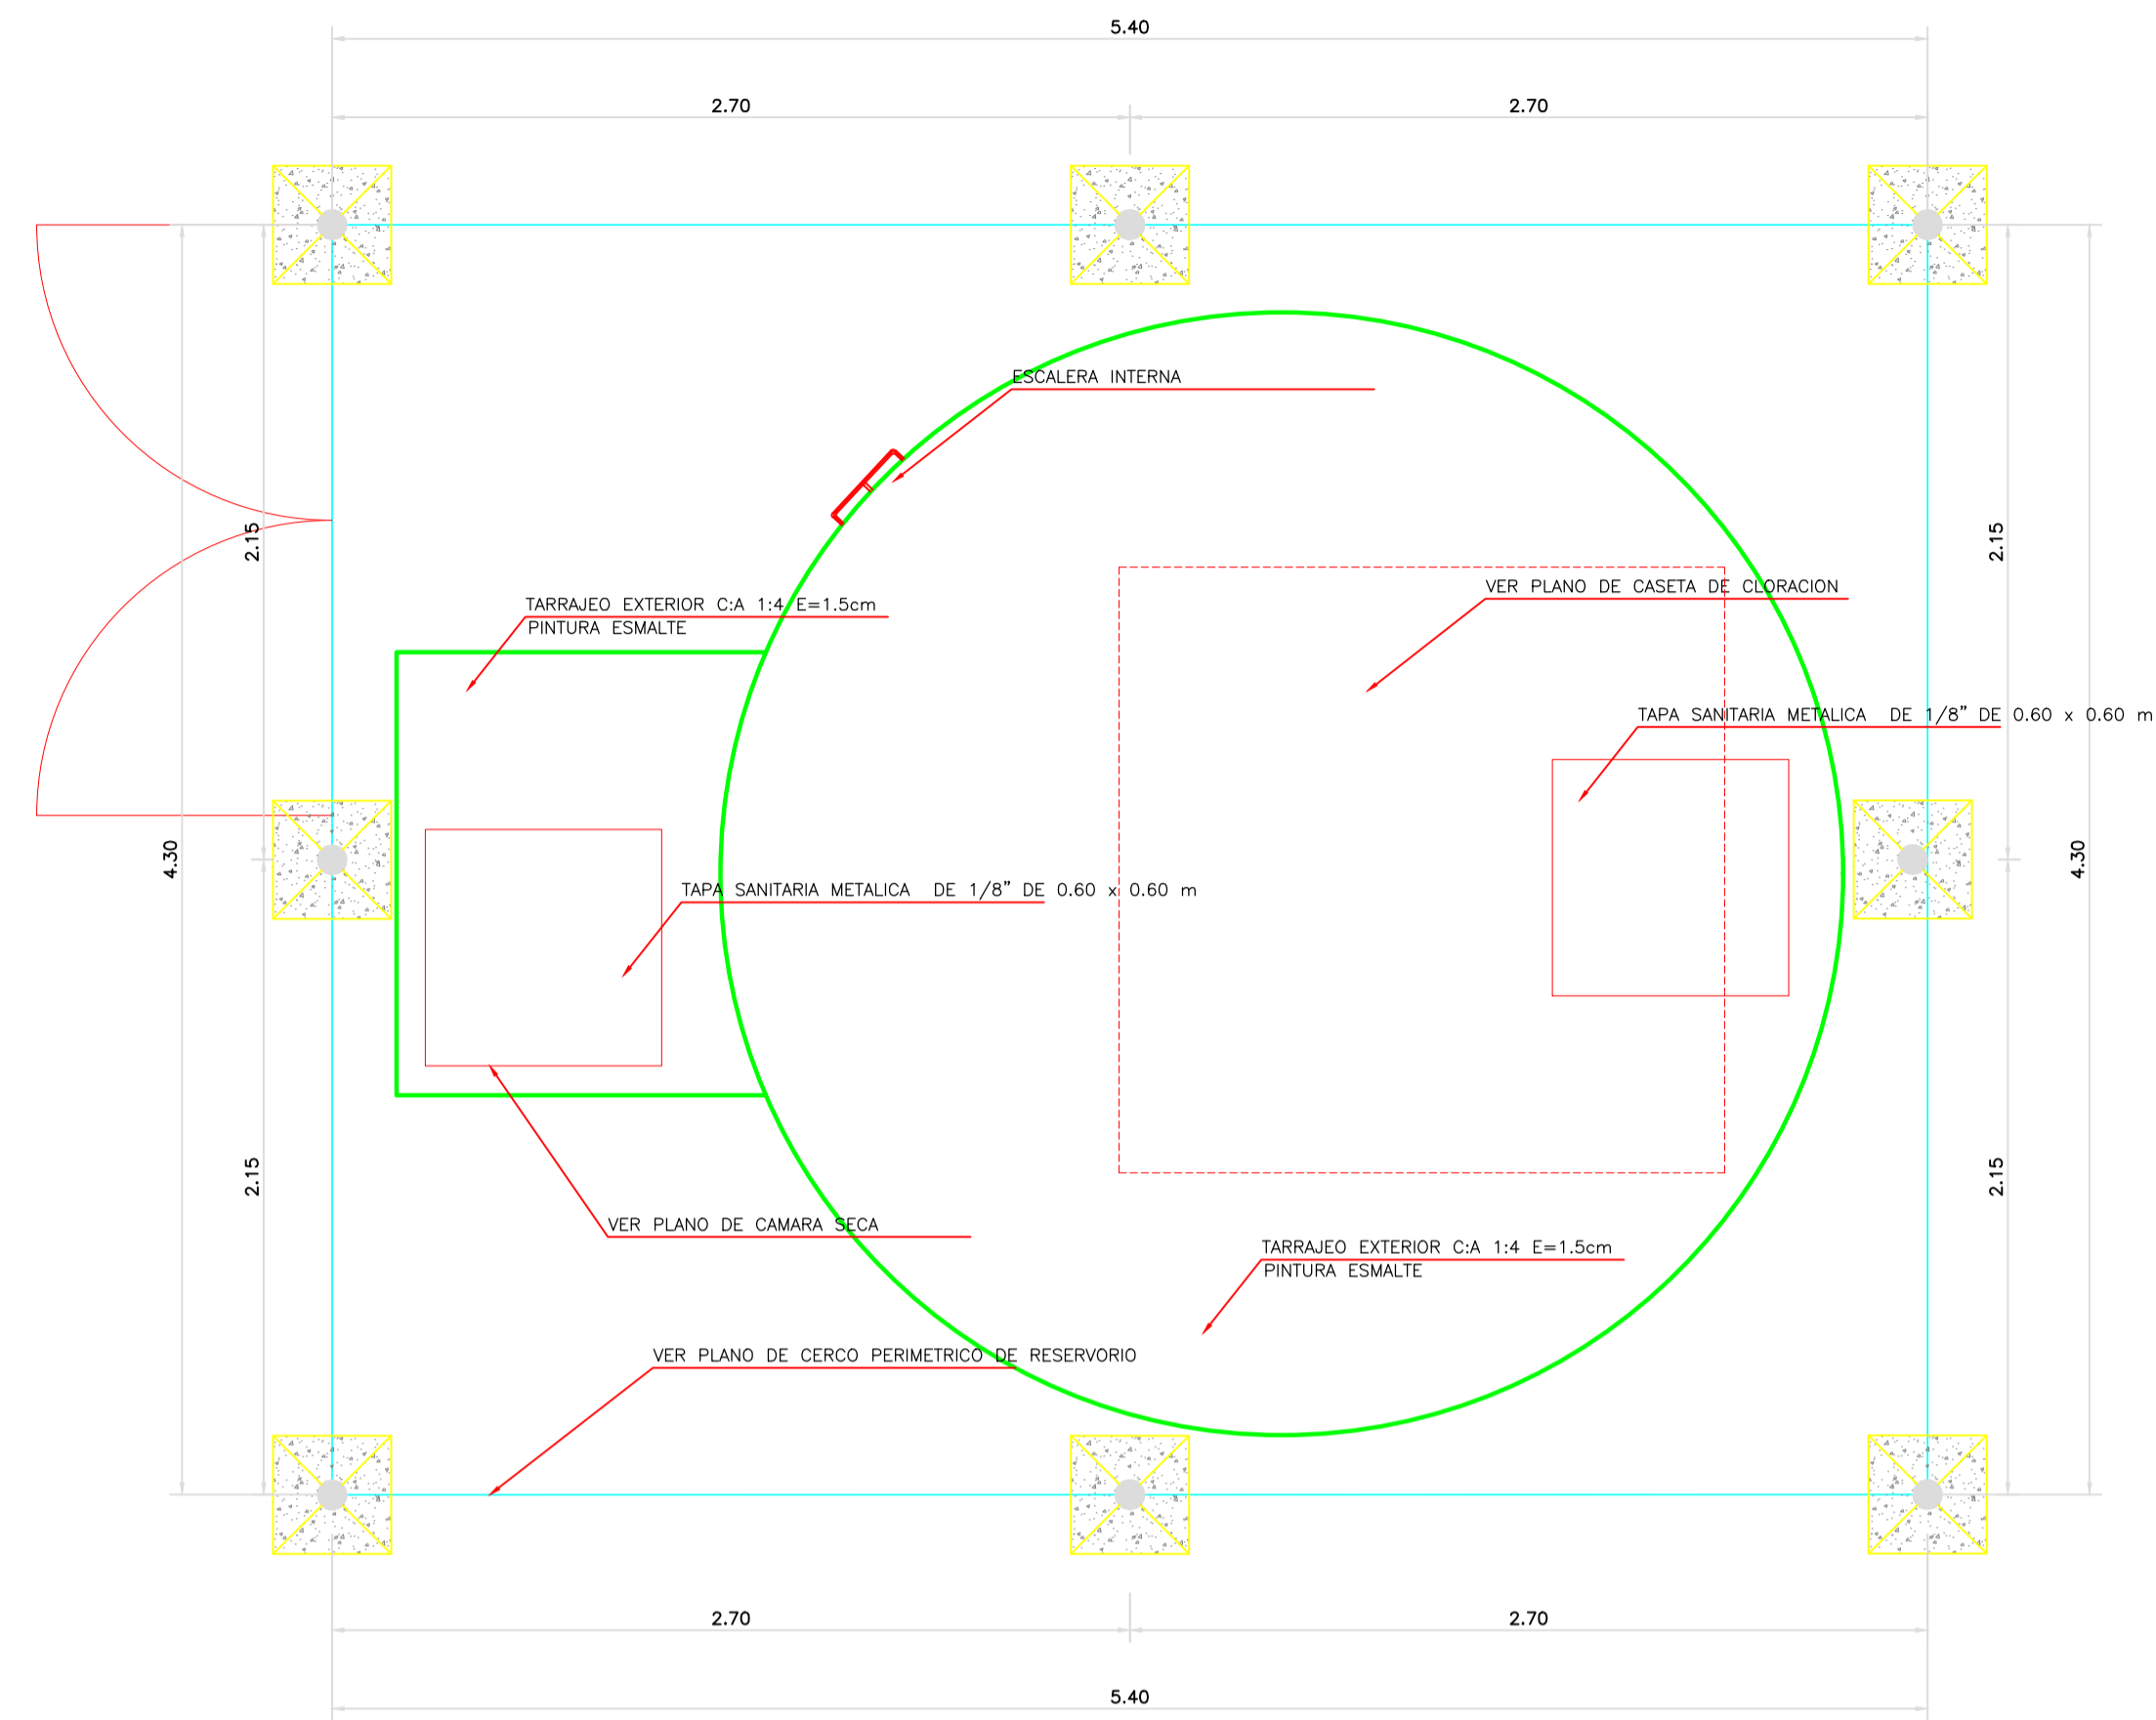 5.40
2.70
2.70
ESCALERA INTERNA
2.15
2.15
VER PLANO DE CASETA DE CLORACION
TARRAJEO EXTERIOR C:A 1:4 E=1.5cm
PINTURA ESMALTE
TAPA SANITARIA METALICA DE 1/8" DE 0.60 x 0.60 m
4.30
4.30
TAPA SANITARIA METALICA DE 1/8" DE 0.60 x 0.60 m
2.15
2.15
VER PLANO DE CAMARA SECA
TARRAJEO EXTERIOR C:A 1:4 E=1.5cm
PINTURA ESMALTE
VER PLANO DE CERCO PERIMETRICO DE RESERVORIO
2.70
2.70
5.40